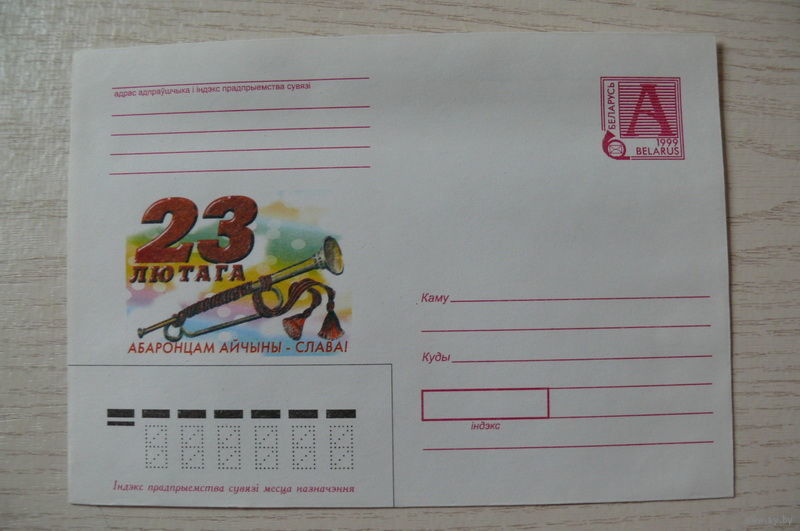 адрас адпраўшчыка і індэкс прадпрыемства сувязі
БЕЛАРУСЬ
A
1999
BELARUS
23
ЛЮТАГА
АБАРОНЦАМ АЙЧЫНЫ - СЛАВА!
Каму
Куды
індэкс
Індэкс прадпрыемства сувязі месца назначэння